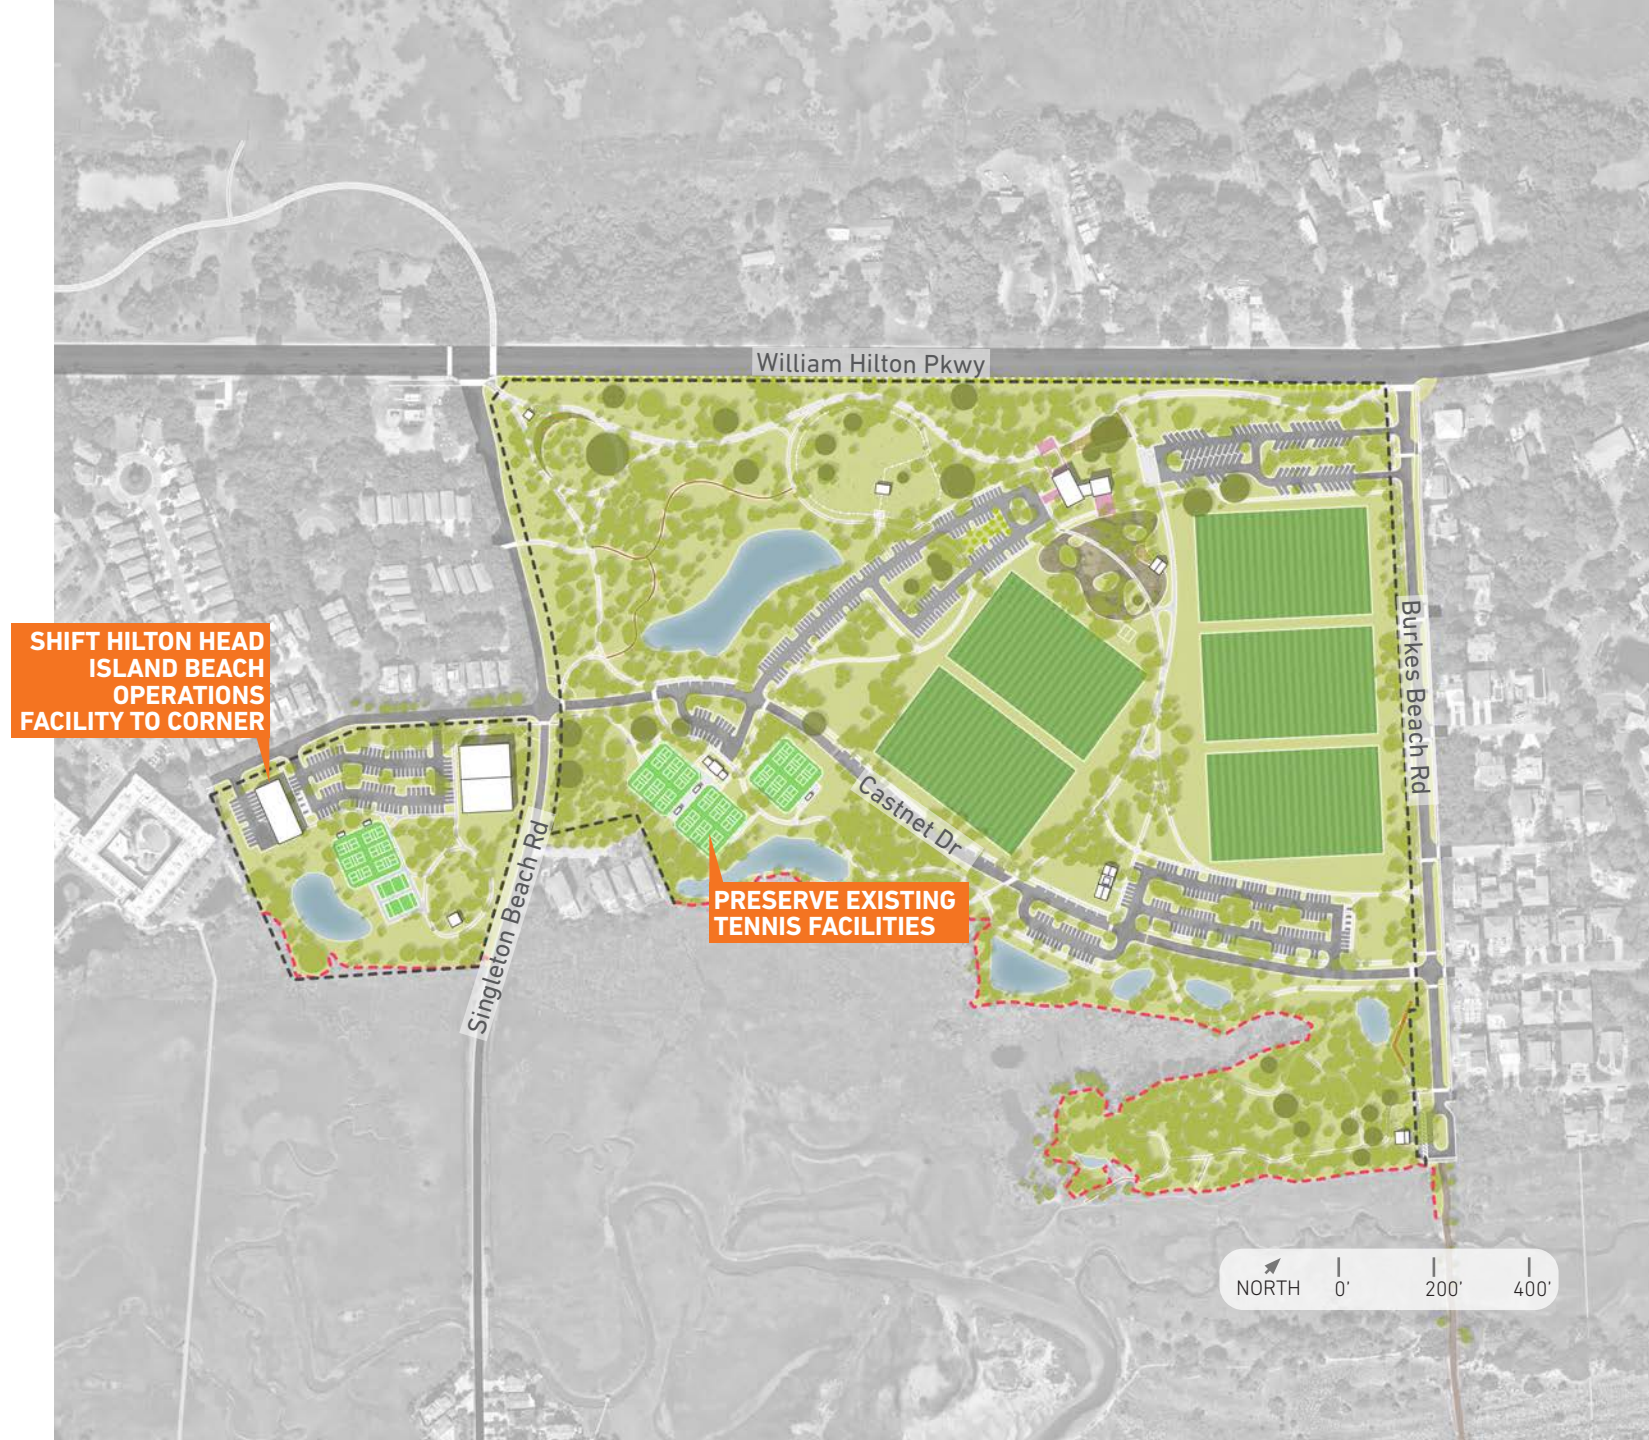 William Hilton Pkwy
SHIFT HILTON HEAD
ISLAND BEACH
OPERATIONS
FACILITY TO CORNER
Burkes Beach Rd
Castnet Dr
Singleton Beach Rd
PRESERVE EXISTING
TENNIS FACILITIES
NORTH 0' 200' 400'